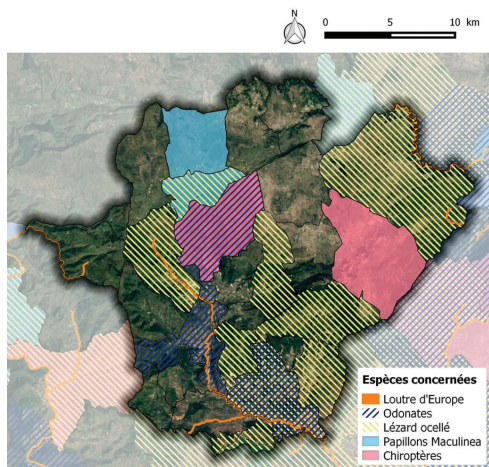 N
0 5 10 km
Espèces concernées
Loutre d'Europe
Odonates
Lézard ocellé
Papillons Maculinea
Chiroptères